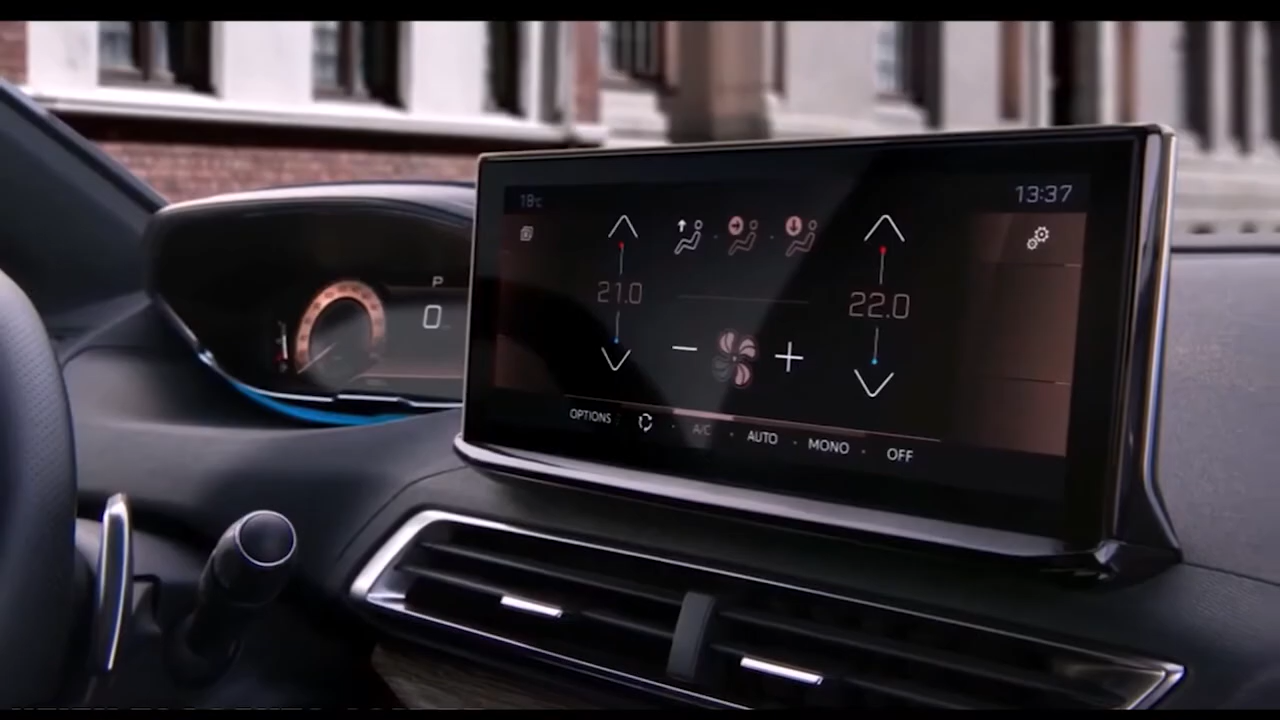 18°C
13:37
21.0
22.0
− +
OPTIONS A/C AUTO MONO OFF
P
0